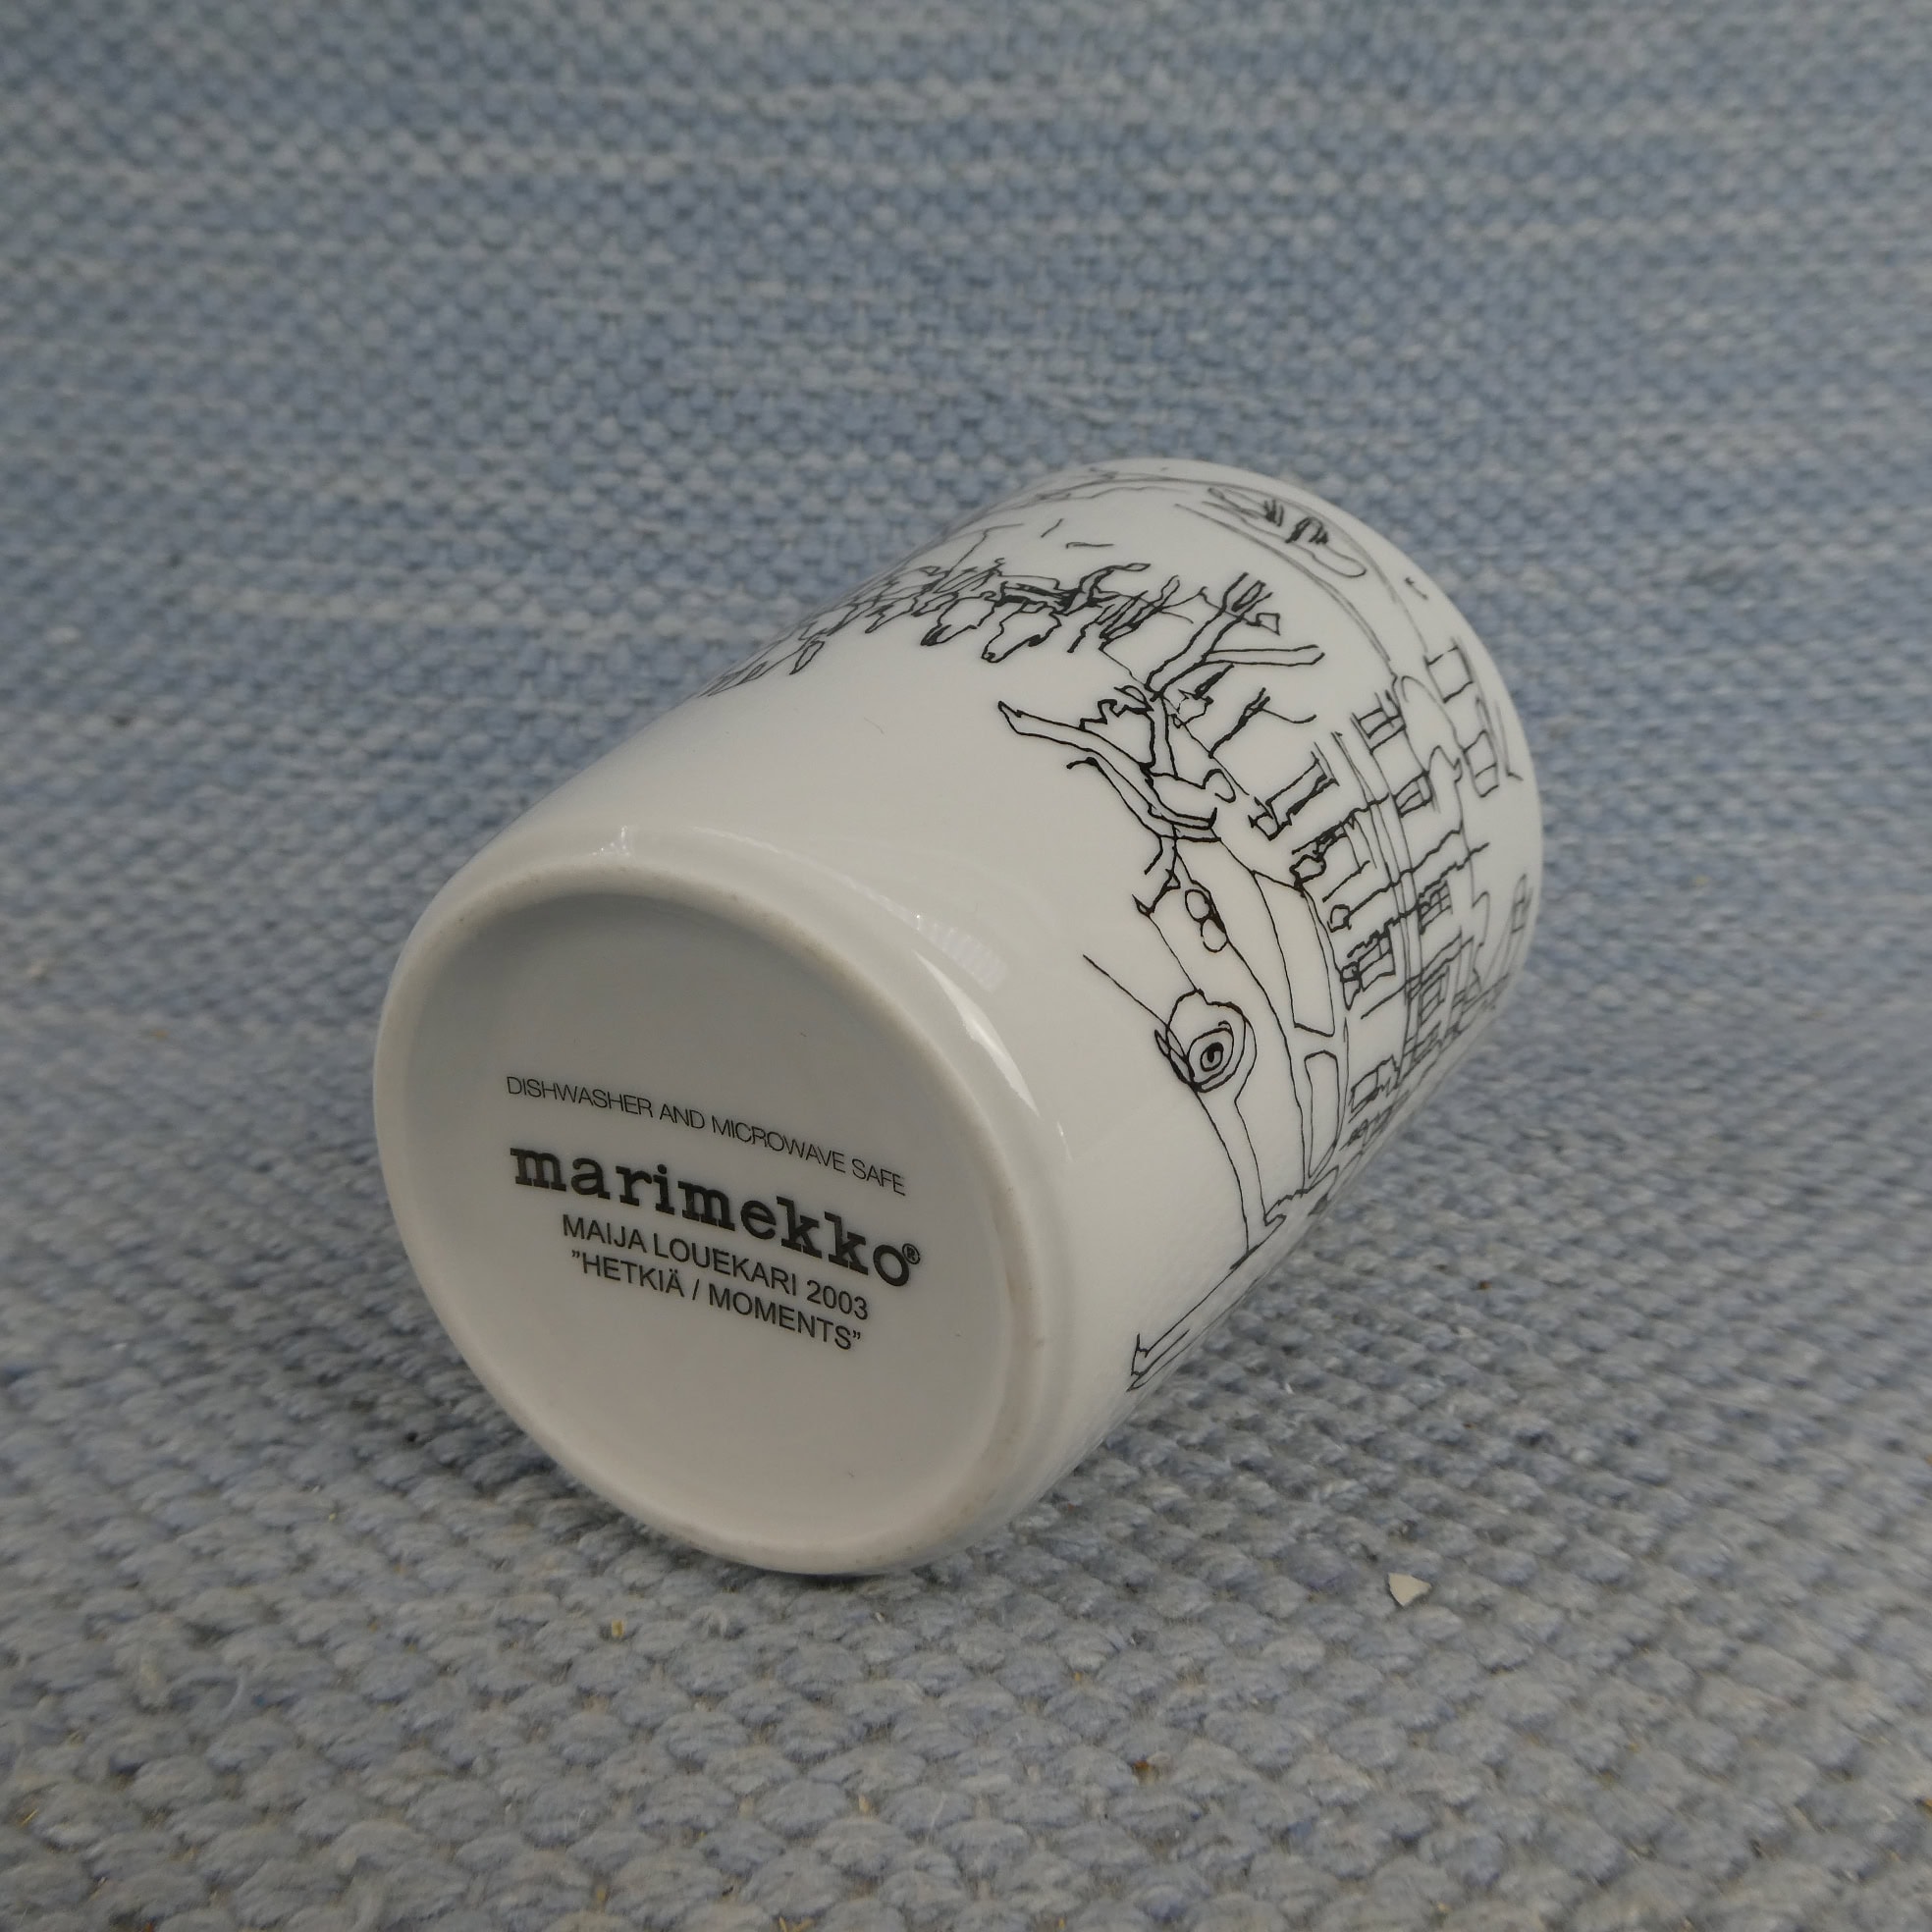 DISHWASHER AND MICROWAVE SAFE
marimekko®
MAIJA LOUEKARI 2003
”HETKIÄ / MOMENTS”